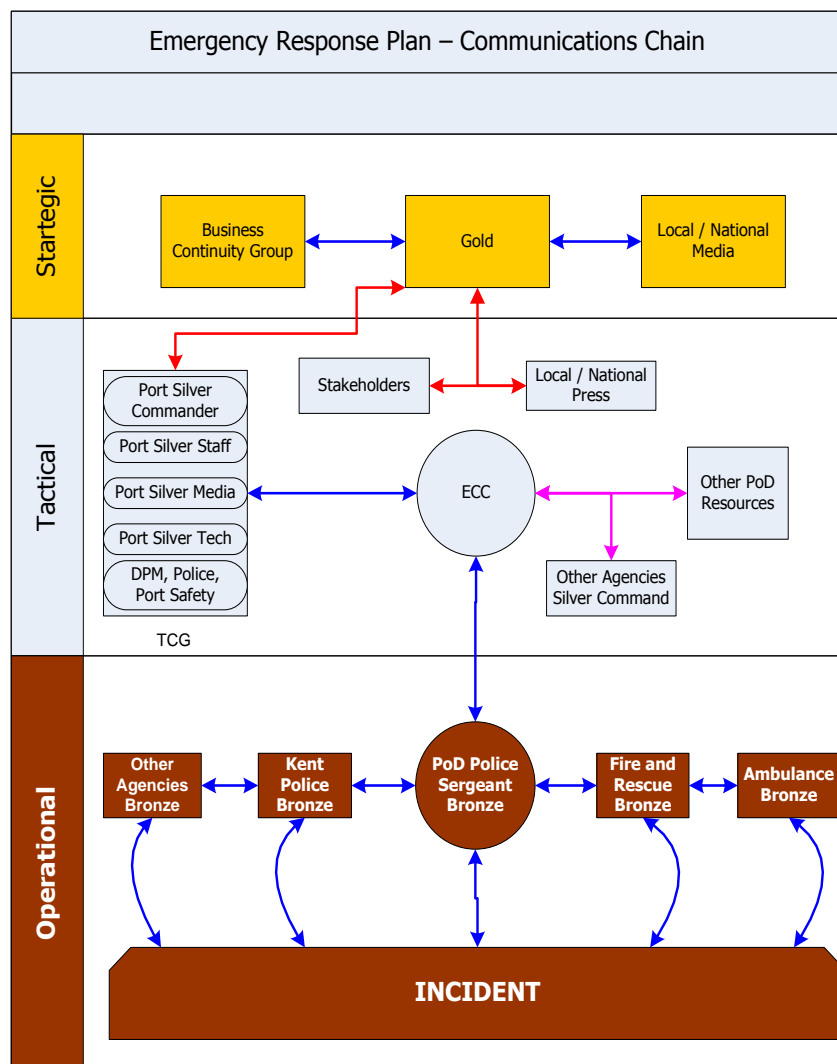 Emergency Response Plan – Communications Chain
Startegic
Business
Continuity Group
Gold
Local / National
Media
Tactical
Port Silver
Commander
Port Silver Staff
Port Silver Media
Port Silver Tech
DPM, Police,
Port Safety
TCG
Stakeholders
Local / National
Press
ECC
Other PoD
Resources
Other Agencies
Silver Command
Operational
Other
Agencies
Bronze
Kent
Police
Bronze
PoD Police
Sergeant
Bronze
Fire and
Rescue
Bronze
Ambulance
Bronze
INCIDENT